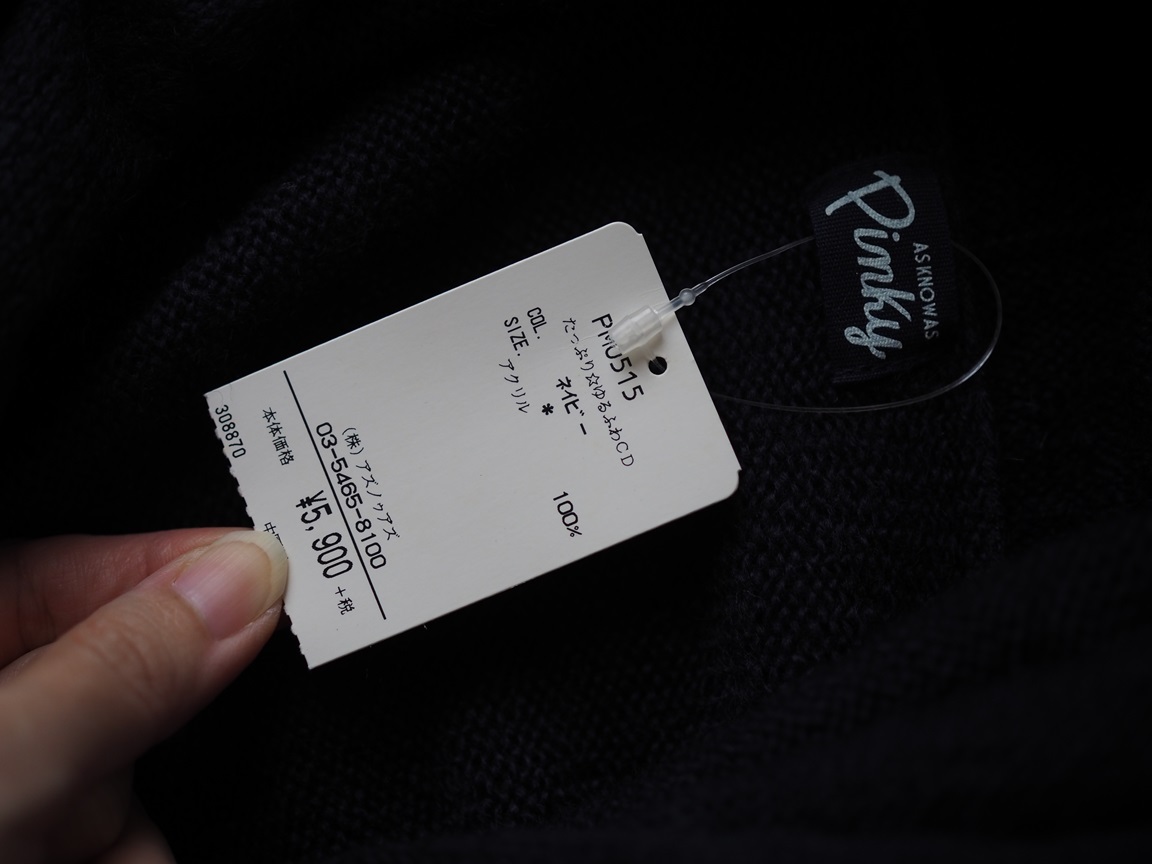 PM0515
たっぷり☆ゆるふわCD
COL. ネイビー
SIZE. *
アクリル 100%
(株)アズノゥアズ
03-5465-8100
本体価格 ¥5,900 +税
308870
Pinky
AS KNOW AS